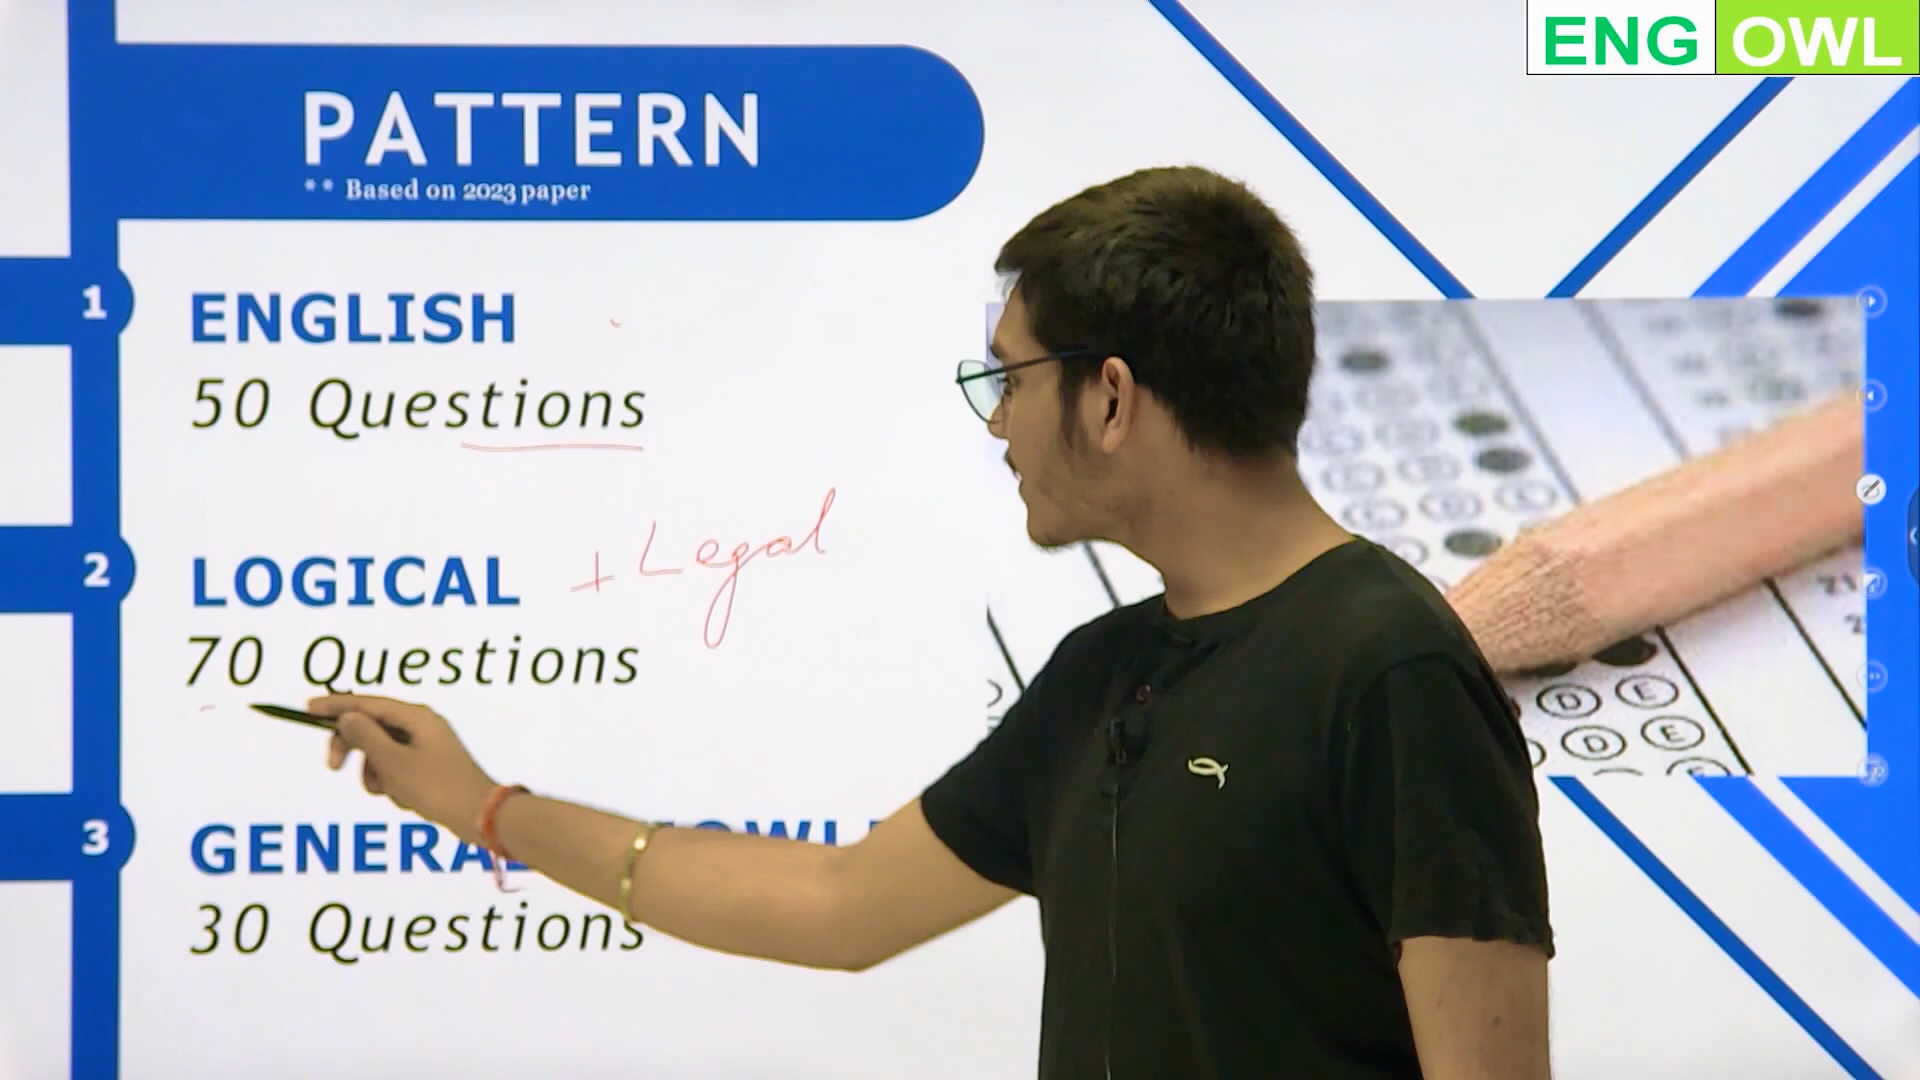 ENG OWL
PATTERN
** Based on 2023 paper
1
ENGLISH
50 Questions
2
LOGICAL + Legal
70 Questions
3
GENERAL
30 Questions
D E
D E